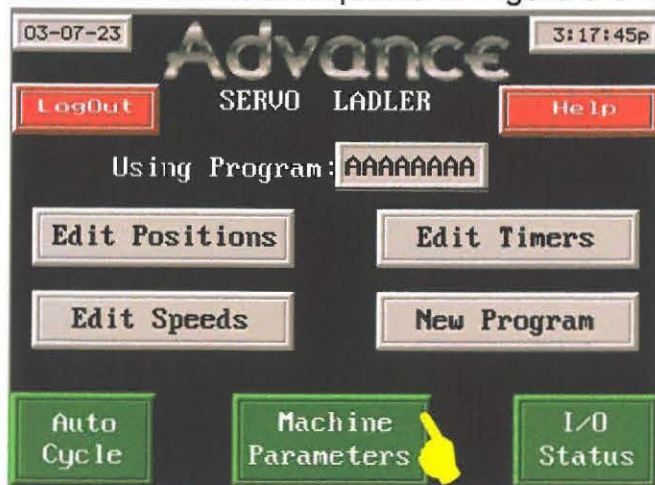 03-07-23
Advance
3:17:45p
LogOut
SERVO LADLER
Help
Using Program: AAAAAAAA
Edit Positions
Edit Timers
Edit Speeds
New Program
Auto
Cycle
Machine
Parameters
I/O
Status